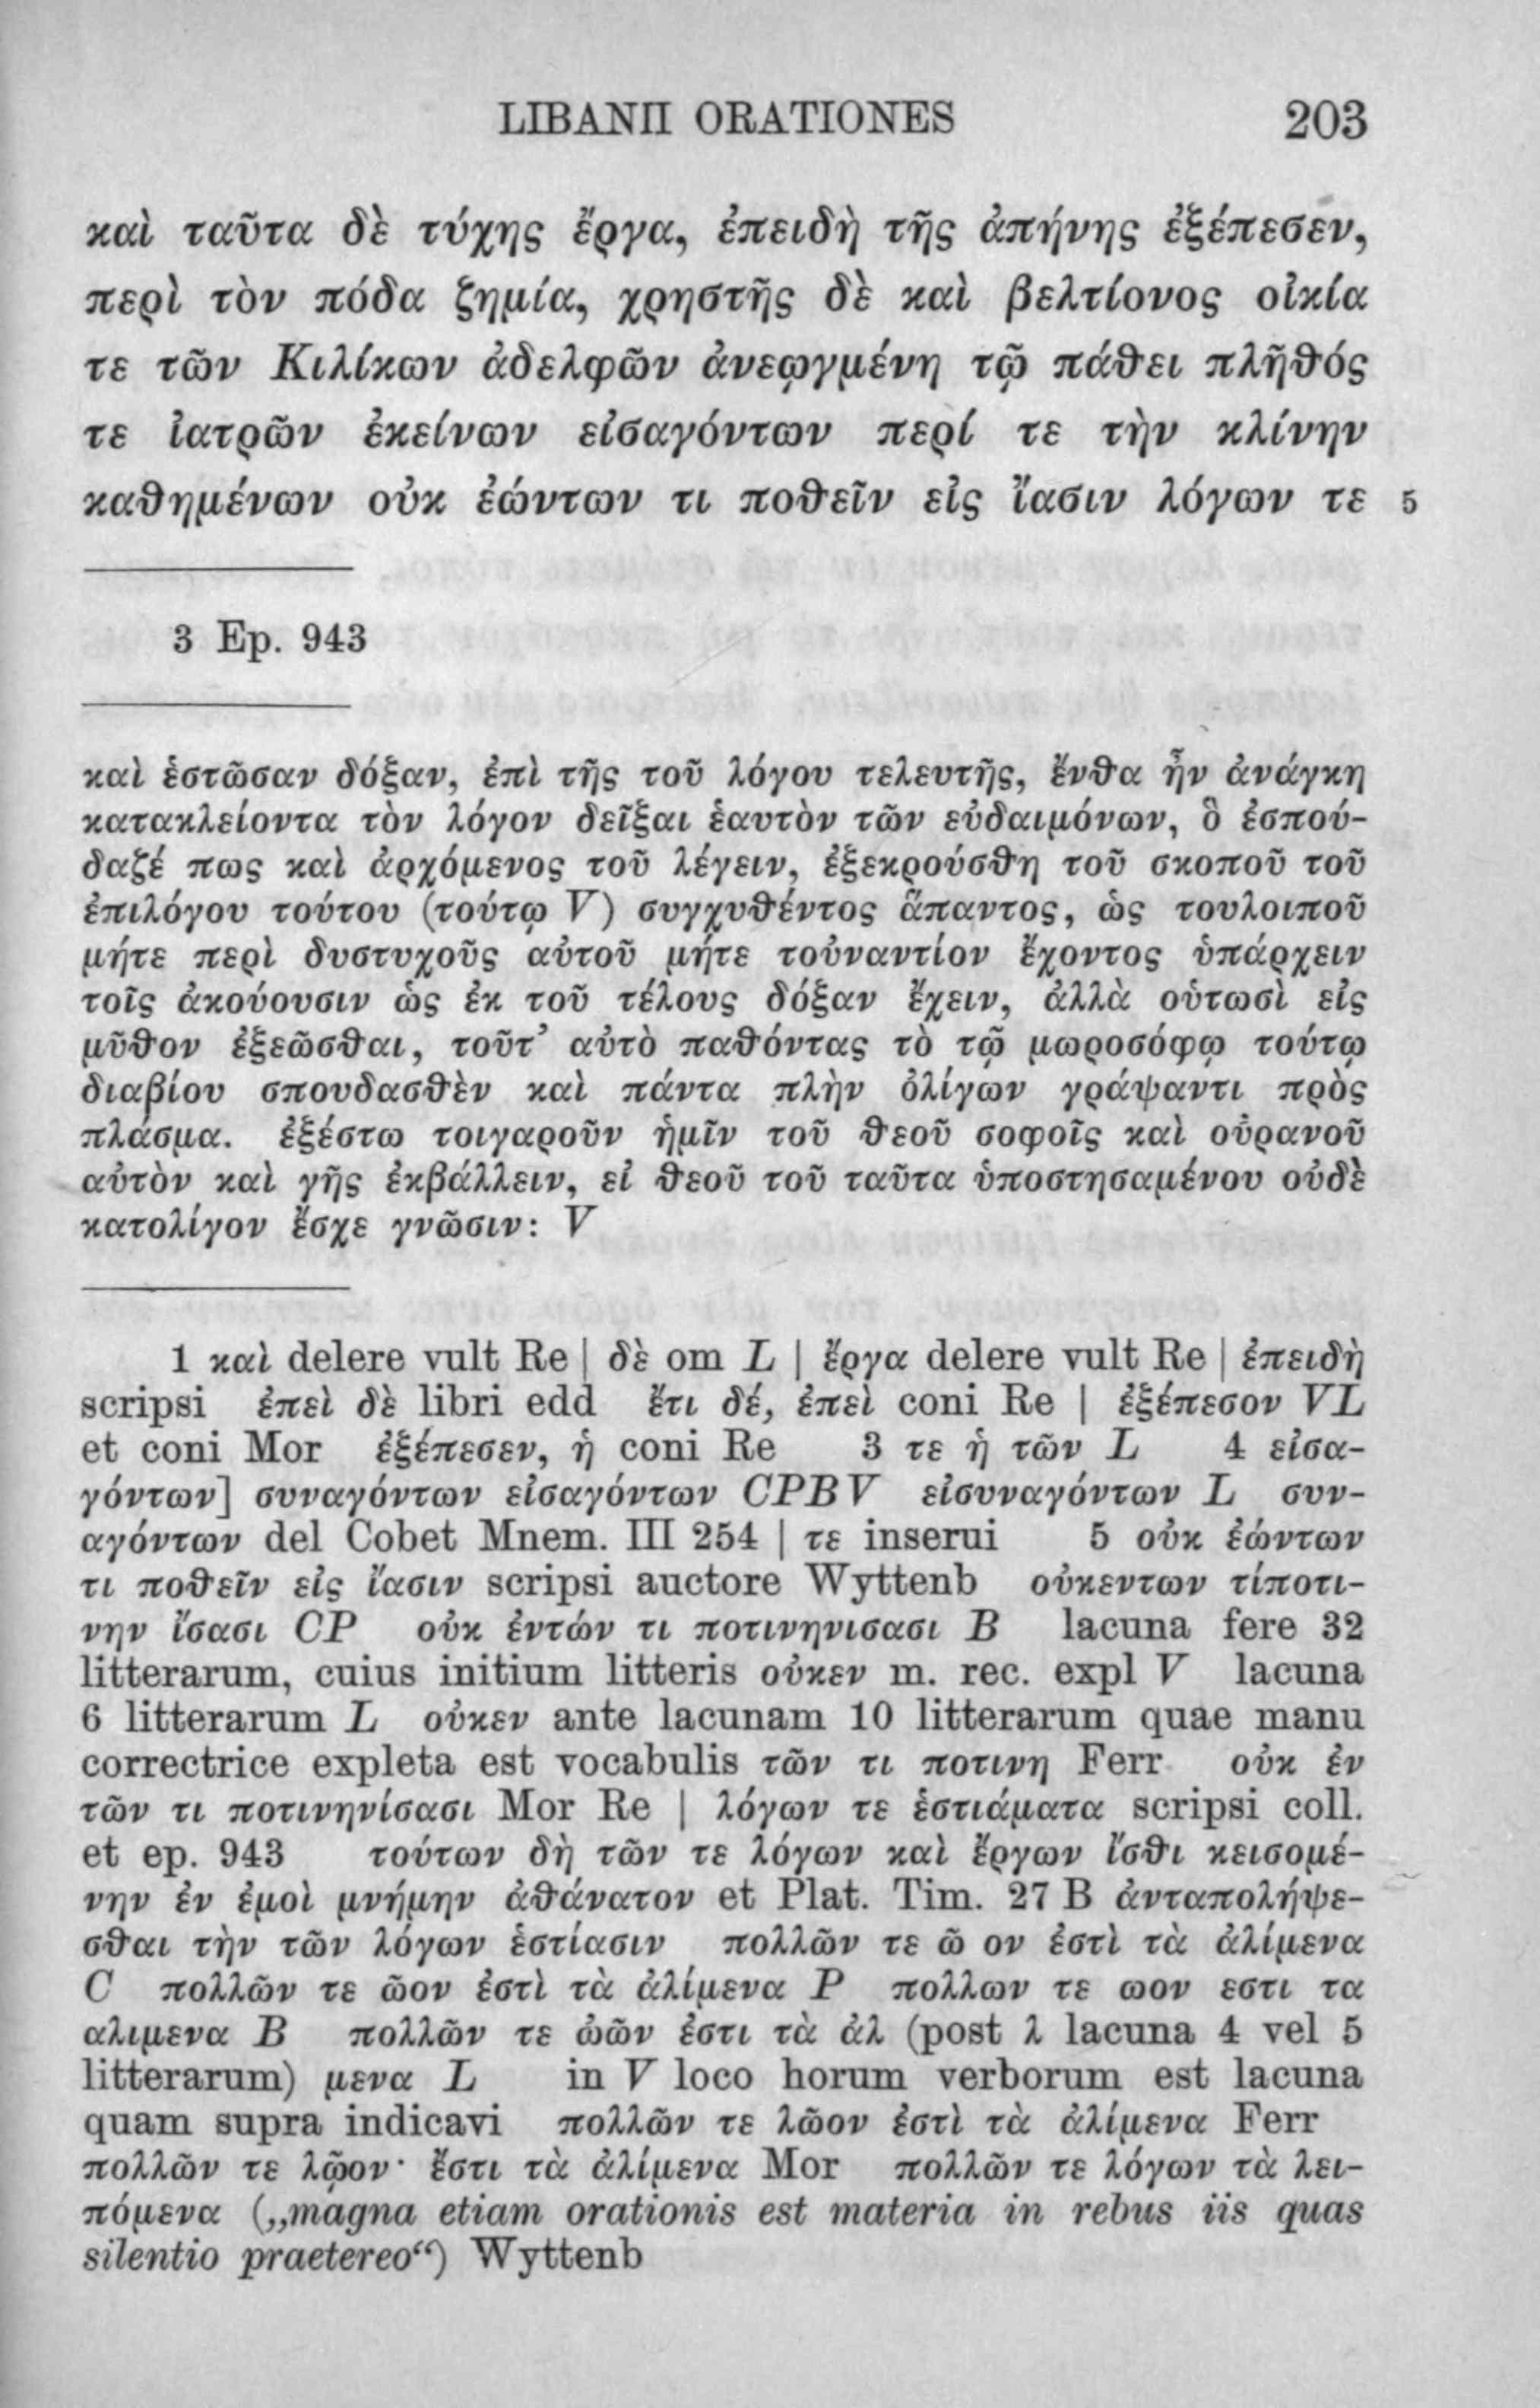 LIBANII ORATIONES 203
καὶ ταῦτα δὲ τύχης ἔργα, ἐπειδὴ τῆς ἀπήνης ἐξέπεσεν,
περὶ τὸν πόδα ζημία, χρηστῆς δὲ καὶ βελτίονος οἰκία
τε τῶν Κιλίκων ἀδελφῶν ἀνεῳγμένη τῷ πάθει πλῆθός
τε ἰατρῶν ἐκείνων εἰσαγόντων περί τε τὴν κλίνην
καθημένων οὐκ ἐώντων τι ποθεῖν εἰς ἴασιν λόγων τε 5
3 Ep. 943
καὶ ἑστῶσαν δόξαν, ἐπὶ τῆς τοῦ λόγου τελευτῆς, ἔνθα ἦν ἀνάγκη
κατακλείοντα τὸν λόγον δεῖξαι ἑαυτὸν τῶν εὐδαιμόνων, ὃ ἐσπού-
δαζέ πως καὶ ἀρχόμενος τοῦ λέγειν, ἐξεκρούσθη τοῦ σκοποῦ τοῦ
ἐπιλόγου τούτου (τούτῳ V) συγχυθέντος ἅπαντος, ὡς τουλοιποῦ
μήτε περὶ δυστυχοῦς αὐτοῦ μήτε τοὐναντίον ἔχοντος ὑπάρχειν
τοῖς ἀκούουσιν ὡς ἐκ τοῦ τέλους δόξαν ἔχειν, ἀλλὰ οὑτωσὶ εἰς
μῦθον ἐξεῶσθαι, τοῦτ’ αὐτὸ παθόντας τὸ τῷ μωροσόφῳ τούτῳ
διαβίου σπουδασθὲν καὶ πάντα πλὴν ὀλίγων γράψαντι πρὸς
πλάσμα. ἐξέστω τοιγαροῦν ἡμῖν τοῦ θεοῦ σοφοῖς καὶ οὐρανοῦ
αὐτὸν καὶ γῆς ἐκβάλλειν, εἰ θεοῦ τοῦ ταῦτα ὑποστησαμένου οὐδὲ
κατολίγον ἔσχε γνῶσιν: V
1 καὶ delere vult Re | δὲ om L | ἔργα delere vult Re | ἐπειδὴ
scripsi ἐπεὶ δὲ libri edd ἔτι δέ, ἐπεὶ coni Re | ἐξέπεσον VL
et coni Mor ἐξέπεσεν, ἡ coni Re 3 τε ἡ τῶν L 4 εἰσα-
γόντων] συναγόντων εἰσαγόντων CPBV εἰσυναγόντων L συν-
αγόντων del Cobet Mnem. III 254 | τε inserui 5 οὐκ ἐώντων
τι ποθεῖν εἰς ἴασιν scripsi auctore Wyttenb οὐκεντων τίποτι-
νην ἴσασι CP οὐκ ἐντών τι ποτινηνισασι B lacuna fere 32
litterarum, cuius initium litteris οὐκεν m. rec. expl V lacuna
6 litterarum L οὐκεν ante lacunam 10 litterarum quae manu
correctrice expleta est vocabulis τῶν τι ποτινη Ferr οὐκ ἐν
τῶν τι ποτινηνίσασι Mor Re | λόγων τε ἑστιάματα scripsi coll.
et ep. 943 τούτων δὴ τῶν τε λόγων καὶ ἔργων ἴσθι κεισομέ-
νην ἐν ἐμοὶ μνήμην ἀθάνατον et Plat. Tim. 27 B ἀνταπολήψε-
σθαι τὴν τῶν λόγων ἑστίασιν πολλῶν τε ῶ ον ἐστὶ τὰ ἀλίμενα
C πολλῶν τε ῶον ἐστὶ τὰ ἀλίμενα P πολλων τε ωον εστι τα
αλιμενα B πολλῶν τε ὠῶν ἐστι τὰ ἀλ (post λ lacuna 4 vel 5
litterarum) μενα L in V loco horum verborum est lacuna
quam supra indicavi πολλῶν τε λῶον ἐστὶ τὰ ἀλίμενα Ferr
πολλῶν τε λῷον· ἔστι τὰ ἀλίμενα Mor πολλῶν τε λόγων τὰ λει-
πόμενα („magna etiam orationis est materia in rebus iis quas
silentio praetereo“) Wyttenb